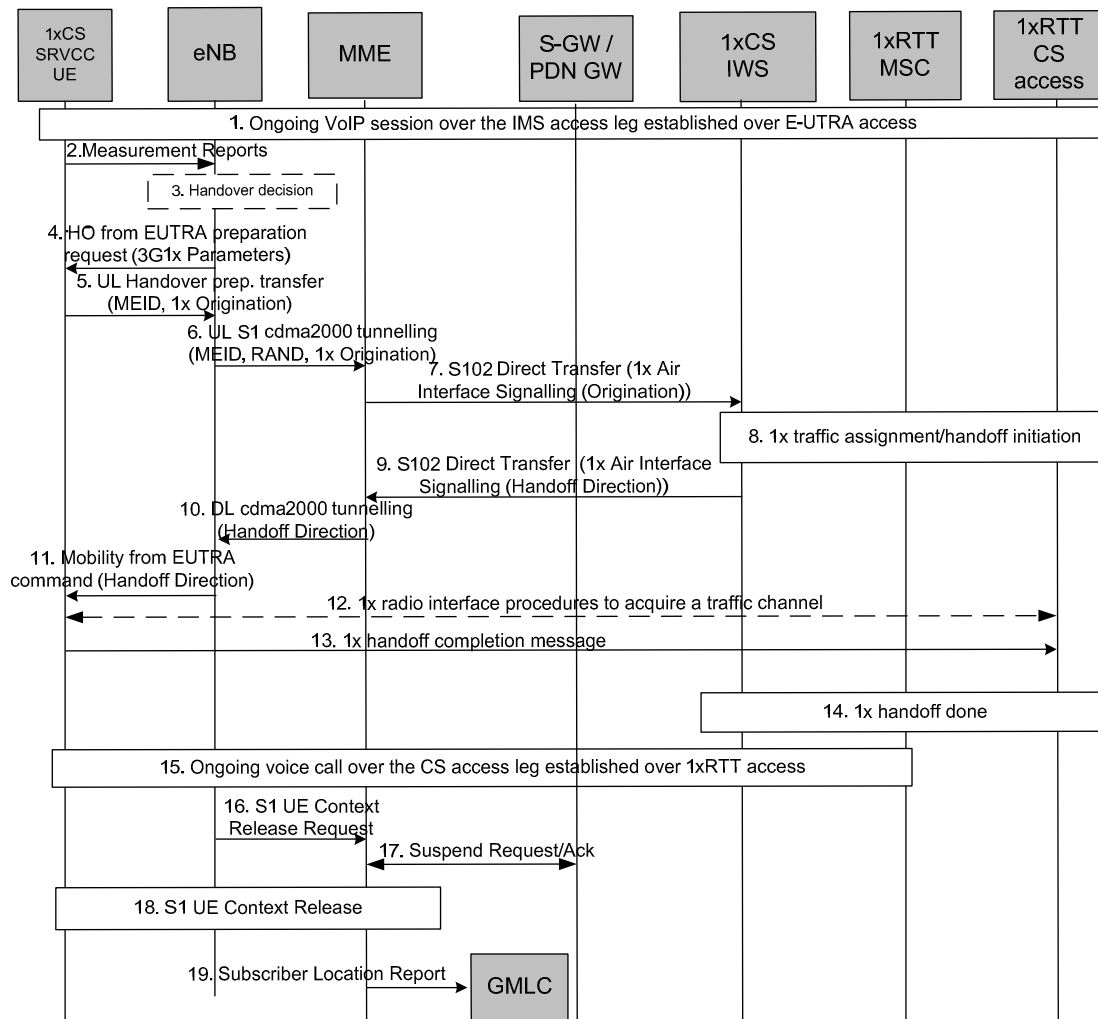 1xCS
SRVCC
UE
eNB
MME
S-GW /
PDN GW
1xCS
IWS
1xRTT
MSC
1xRTT
CS
access
1. Ongoing VoIP session over the IMS access leg established over E-UTRA access
2.Measurement Reports
3. Handover decision
4. HO from EUTRA preparation
request (3G1x Parameters)
5. UL Handover prep. transfer
(MEID, 1x Origination)
6. UL S1 cdma2000 tunnelling
(MEID, RAND, 1x Origination)
7. S102 Direct Transfer (1x Air
Interface Signalling (Origination))
8. 1x traffic assignment/handoff initiation
9. S102 Direct Transfer (1x Air Interface
Signalling (Handoff Direction))
10. DL cdma2000 tunnelling
(Handoff Direction)
11. Mobility from EUTRA
command (Handoff Direction)
12. 1x radio interface procedures to acquire a traffic channel
13. 1x handoff completion message
14. 1x handoff done
15. Ongoing voice call over the CS access leg established over 1xRTT access
16. S1 UE Context
Release Request
17. Suspend Request/Ack
18. S1 UE Context Release
19. Subscriber Location Report
GMLC